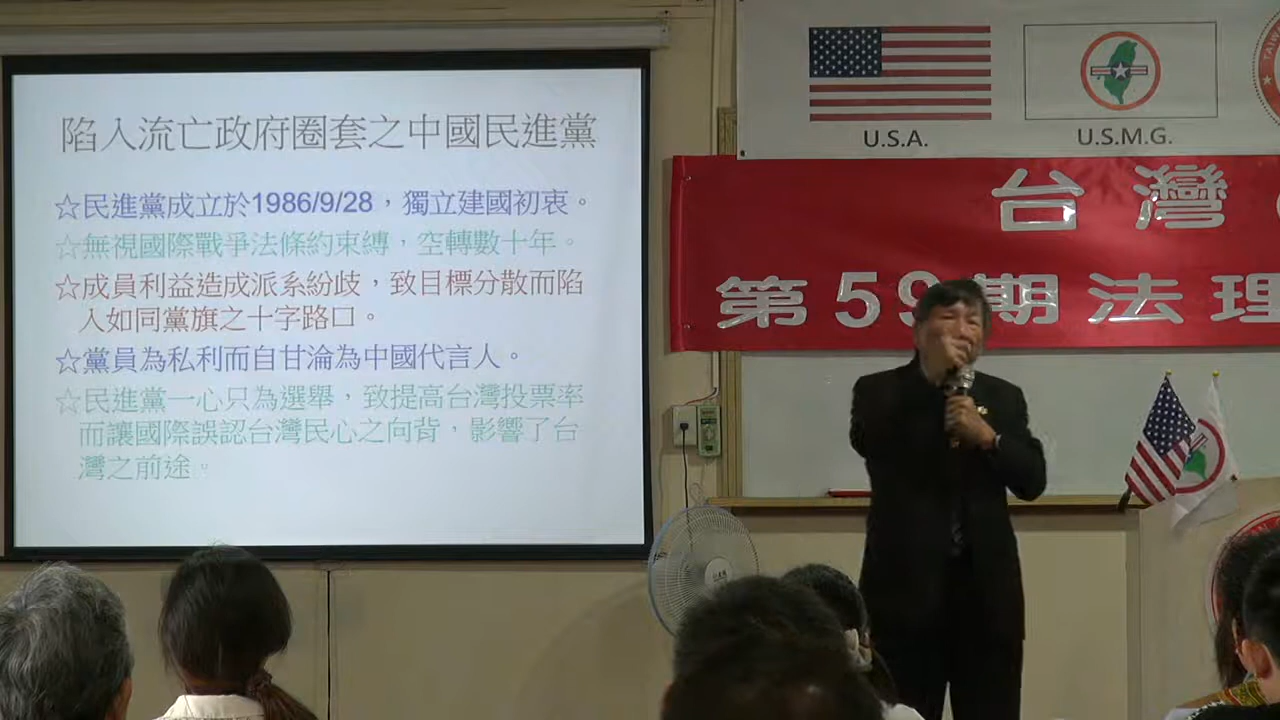 陷入流亡政府圈套之中國民進黨
☆民進黨成立於1986/9/28，獨立建國初衷。
☆無視國際戰爭法條約束縛，空轉數十年。
☆成員利益造成派系紛歧，致目標分散而陷
入如同黨旗之十字路口。
☆黨員為私利而自甘淪為中國代言人。
☆民進黨一心只為選舉，致提高台灣投票率
而讓國際誤認台灣民心之向背，影響了台
灣之前途。
U.S.A.
U.S.M.G.
台灣
第59期法理